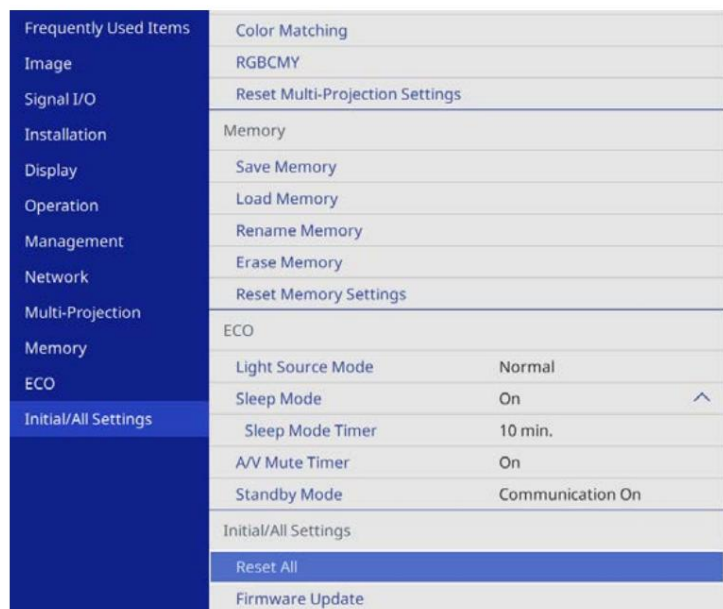 Frequently Used Items
Image
Signal I/O
Installation
Display
Operation
Management
Network
Multi-Projection
Memory
ECO
Initial/All Settings
Color Matching
RGBCMY
Reset Multi-Projection Settings
Memory
Save Memory
Load Memory
Rename Memory
Erase Memory
Reset Memory Settings
ECO
Light Source Mode Normal
Sleep Mode On
Sleep Mode Timer 10 min.
A/V Mute Timer On
Standby Mode Communication On
Initial/All Settings
Reset All
Firmware Update